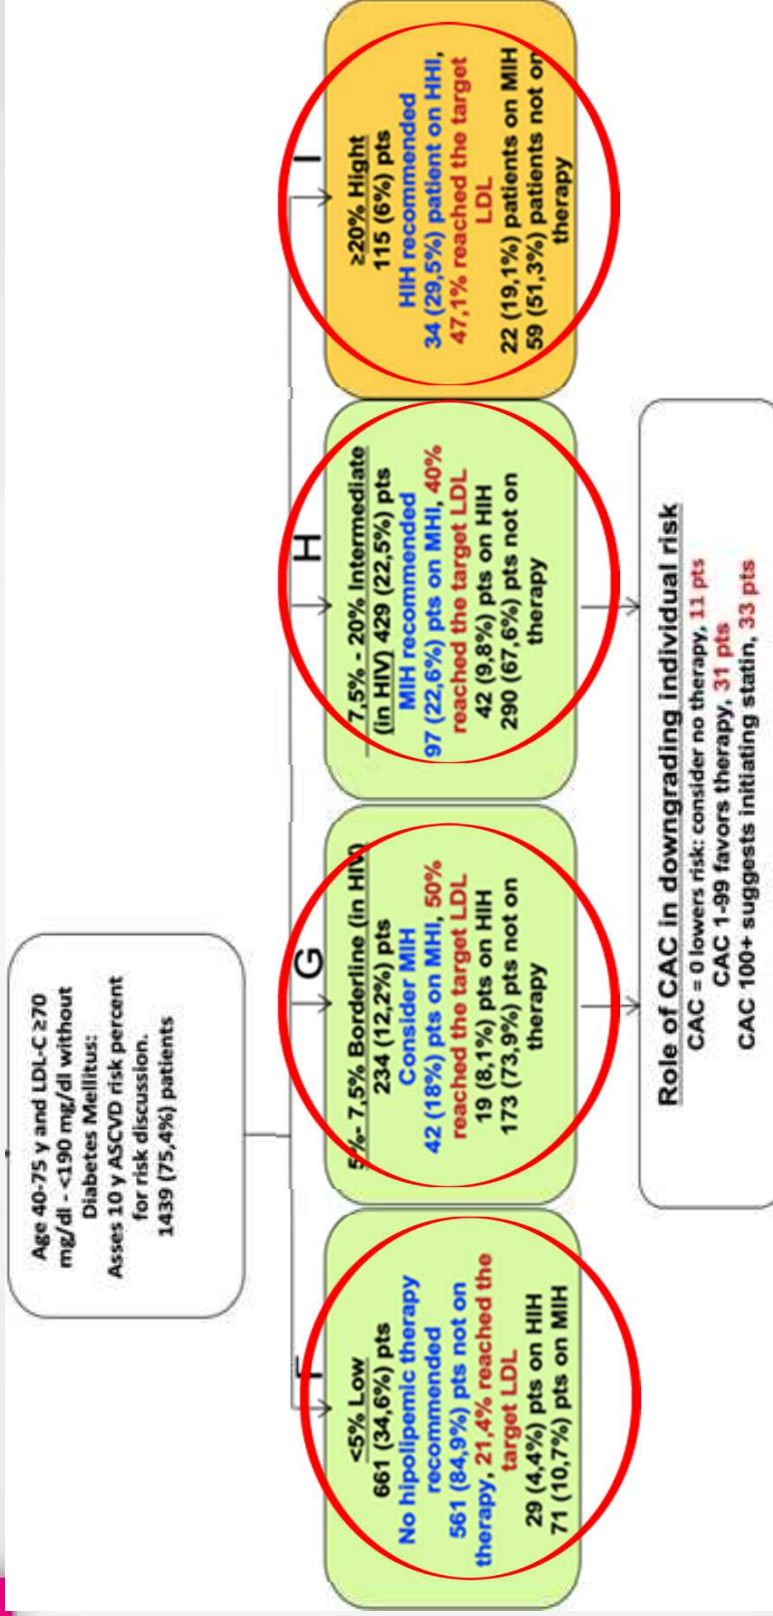 Age 40-75 y and LDL-C ≥70
mg/dl - <190 mg/dl without
Diabetes Mellitus:
Asses 10 y ASCVD risk percent
for risk discussion.
1439 (75,4%) patients
F
<5% Low
661 (34,6%) pts
No hipolipemic therapy
recommended
561 (84,9%) pts not on
therapy, 21,4% reached the
target LDL
29 (4,4%) pts on HIH
71 (10,7%) pts on MIH
G
5%- 7,5% Borderline (in HIV)
234 (12,2%) pts
Consider MIH
42 (18%) pts on MHI, 50%
reached the target LDL
19 (8,1%) pts on HIH
173 (73,9%) pts not on
therapy
H
7,5% - 20% Intermediate
(in HIV) 429 (22,5%) pts
MIH recommended
97 (22,6%) pts on MHI, 40%
reached the target LDL
42 (9,8%) pts on HIH
290 (67,6%) pts not on
therapy
I
≥20% Hight
115 (6%) pts
HIH recommended
34 (29,5%) patient on HHI,
47,1% reached the target
LDL
22 (19,1%) patients on MIH
59 (51,3%) patients not on
therapy
Role of CAC in downgrading individual risk
CAC = 0 lowers risk: consider no therapy, 11 pts
CAC 1-99 favors therapy, 31 pts
CAC 100+ suggests initiating statin, 33 pts